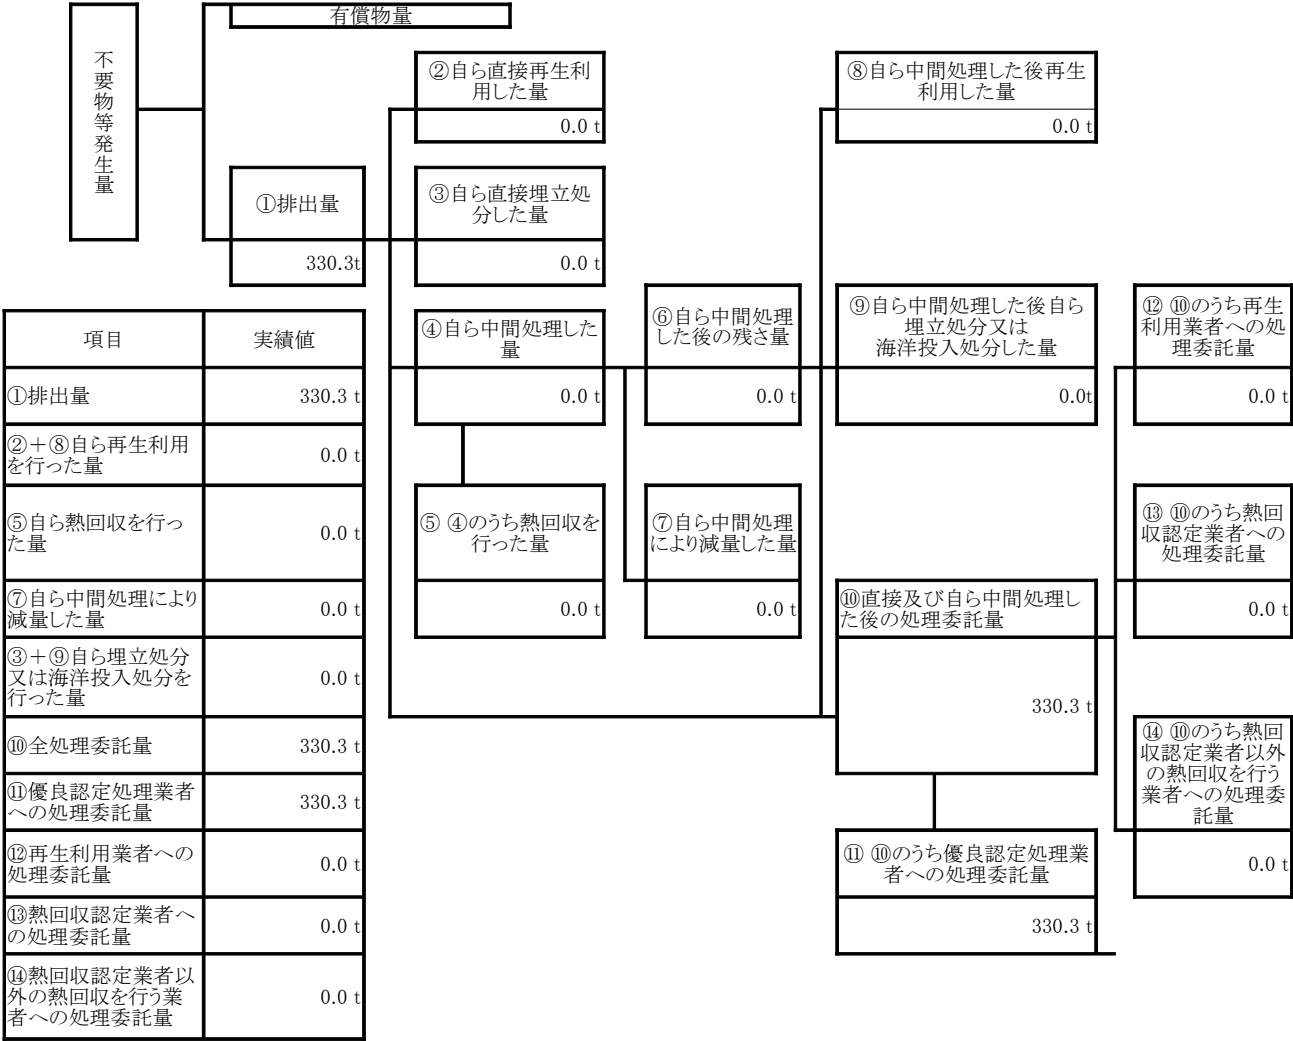 有償物量
不要物等発生量
②自ら直接再生利
用した量
0.0 t
⑧自ら中間処理した後再生
利用した量
0.0 t
①排出量
330.3t
③自ら直接埋立処
分した量
0.0 t
④自ら中間処理した
量
0.0 t
⑥自ら中間処理
した後の残さ量
0.0 t
⑨自ら中間処理した後自ら
埋立処分又は
海洋投入処分した量
0.0t
⑫ ⑩のうち再生
利用業者への処
理委託量
0.0 t
⑤ ④のうち熱回収を
行った量
0.0 t
⑦自ら中間処理
により減量した量
0.0 t
⑬ ⑩のうち熱回
収認定業者への
処理委託量
0.0 t
⑩直接及び自ら中間処理し
た後の処理委託量
330.3 t
⑭ ⑩のうち熱回
収認定業者以外
の熱回収を行う
業者への処理委
託量
0.0 t
⑪ ⑩のうち優良認定処理業
者への処理委託量
330.3 t
項目 実績値
①排出量 330.3 t
②＋⑧自ら再生利用
を行った量 0.0 t
⑤自ら熱回収を行っ
た量 0.0 t
⑦自ら中間処理により
減量した量 0.0 t
③＋⑨自ら埋立処分
又は海洋投入処分を
行った量 0.0 t
⑩全処理委託量 330.3 t
⑪優良認定処理業者
への処理委託量 330.3 t
⑫再生利用業者への
処理委託量 0.0 t
⑬熱回収認定業者へ
の処理委託量 0.0 t
⑭熱回収認定業者以
外の熱回収を行う業
者への処理委託量 0.0 t